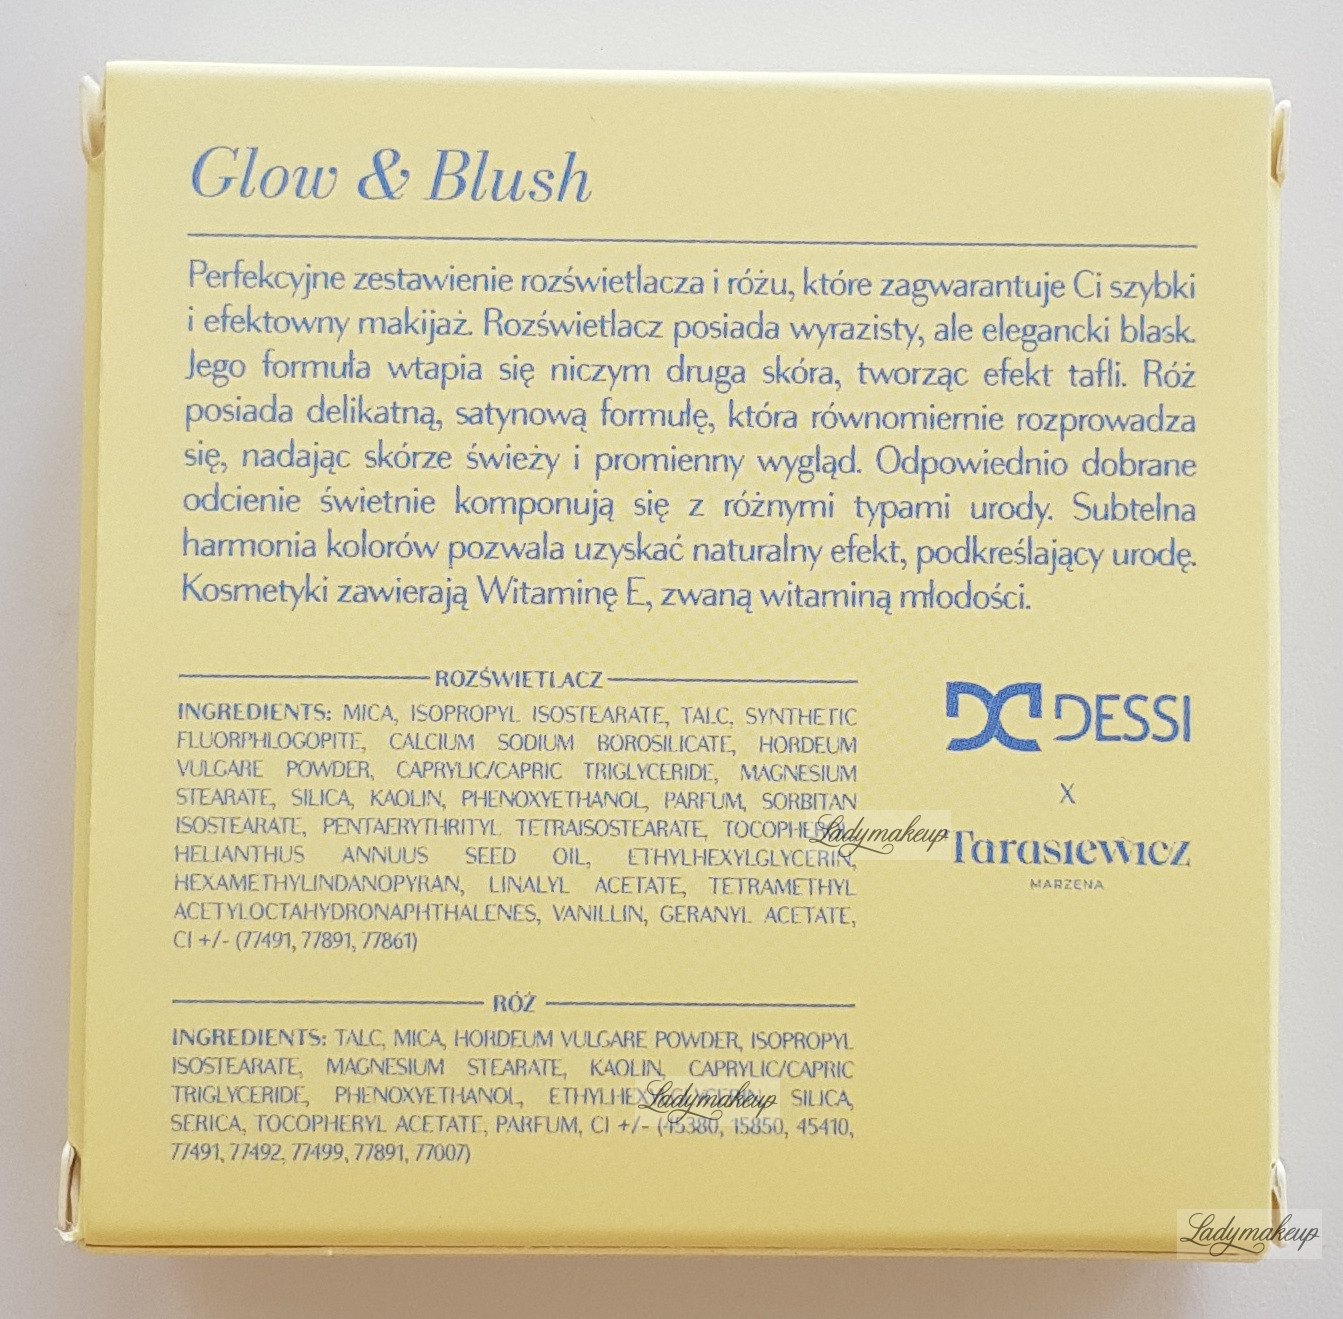 Glow & Blush
Perfekcyjne zestawienie rozświetlacza i różu, które zagwarantuje Ci szybki
i efektowny makijaż. Rozświetlacz posiada wyrazisty, ale elegancki blask.
Jego formuła wtapia się niczym druga skóra, tworząc efekt tafli. Róż
posiada delikatną, satynową formułę, która równomiernie rozprowadza
się, nadając skórze świeży i promienny wygląd. Odpowiednio dobrane
odcienie świetnie komponują się z różnymi typami urody. Subtelna
harmonia kolorów pozwala uzyskać naturalny efekt, podkreślający urodę.
Kosmetyki zawierają Witaminę E, zwaną witaminą młodości.
ROZŚWIETLACZ
INGREDIENTS: MICA, ISOPROPYL ISOSTEARATE, TALC, SYNTHETIC
FLUORPHLOGOPITE, CALCIUM SODIUM BOROSILICATE, HORDEUM
VULGARE POWDER, CAPRYLIC/CAPRIC TRIGLYCERIDE, MAGNESIUM
STEARATE, SILICA, KAOLIN, PHENOXYETHANOL, PARFUM, SORBITAN
ISOSTEARATE, PENTAERYTHRITYL TETRAISOSTEARATE,
HELIANTHUS ANNUUS SEED OIL, ETHYLHEXYLGLYCERIN,
HEXAMETHYLINDANOPYRAN, LINALYL ACETATE, TETRAMETHYL
ACETYLOCTAHYDRONAPHTHALENES, VANILLIN, GERANYL ACETATE,
CI +/- (77491, 77891, 77861)
DESSI
X
Tarasiewicz
MARZENA
Ladymakeup
RÓŻ
INGREDIENTS: TALC, MICA, HORDEUM VULGARE POWDER, ISOPROPYL
ISOSTEARATE, MAGNESIUM STEARATE, KAOLIN, CAPRYLIC/CAPRIC
TRIGLYCERIDE, PHENOXYETHANOL, SILICA,
SERICA, TOCOPHERYL ACETATE, PARFUM, CI +/- (45380, 15850, 45410,
77491, 77492, 77499, 77891, 77007)
Ladymakeup
Ladymakeup